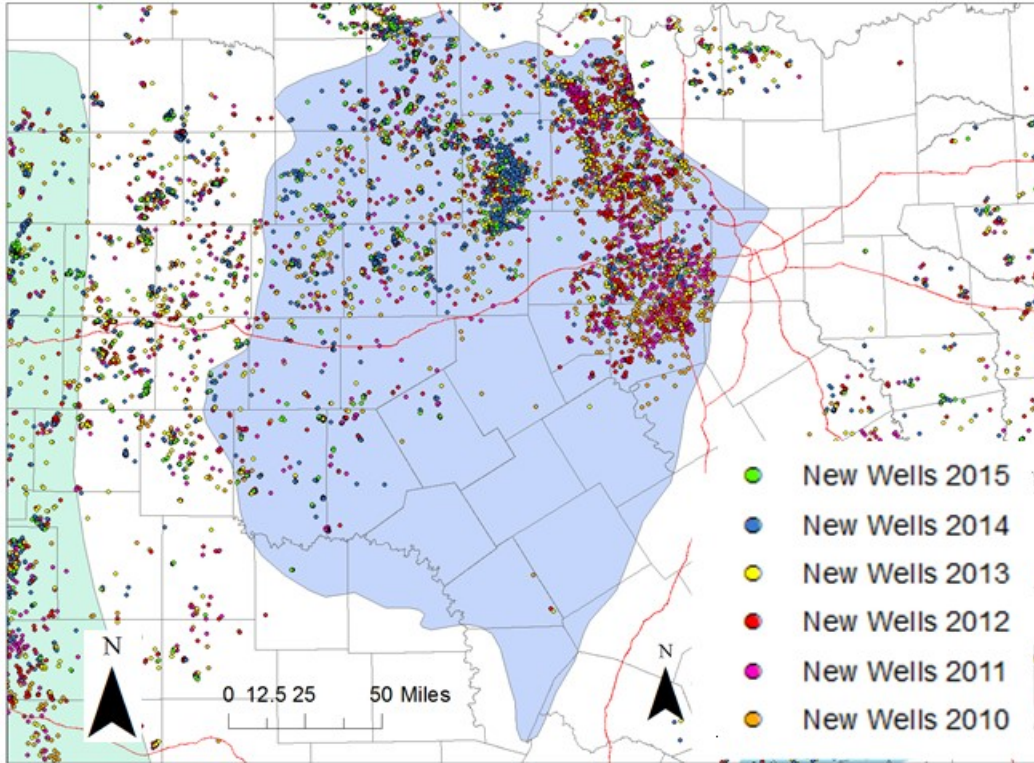 New Wells 2015
New Wells 2014
New Wells 2013
New Wells 2012
New Wells 2011
New Wells 2010
N
N
0 12.5 25 50 Miles